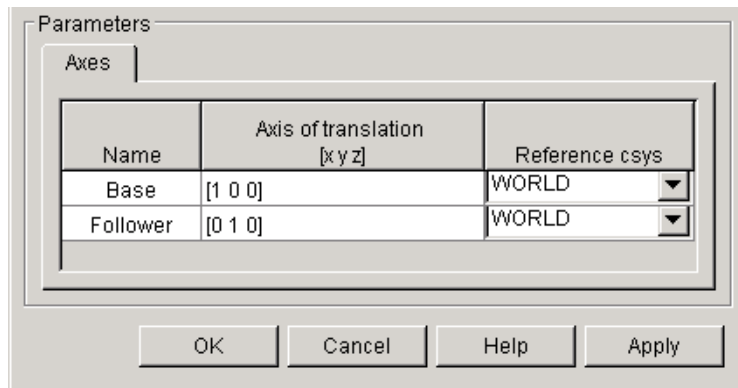 Parameters
Axes
Name Axis of translation [x y z] Reference csys
Base [1 0 0] WORLD
Follower [0 1 0] WORLD
OK Cancel Help Apply